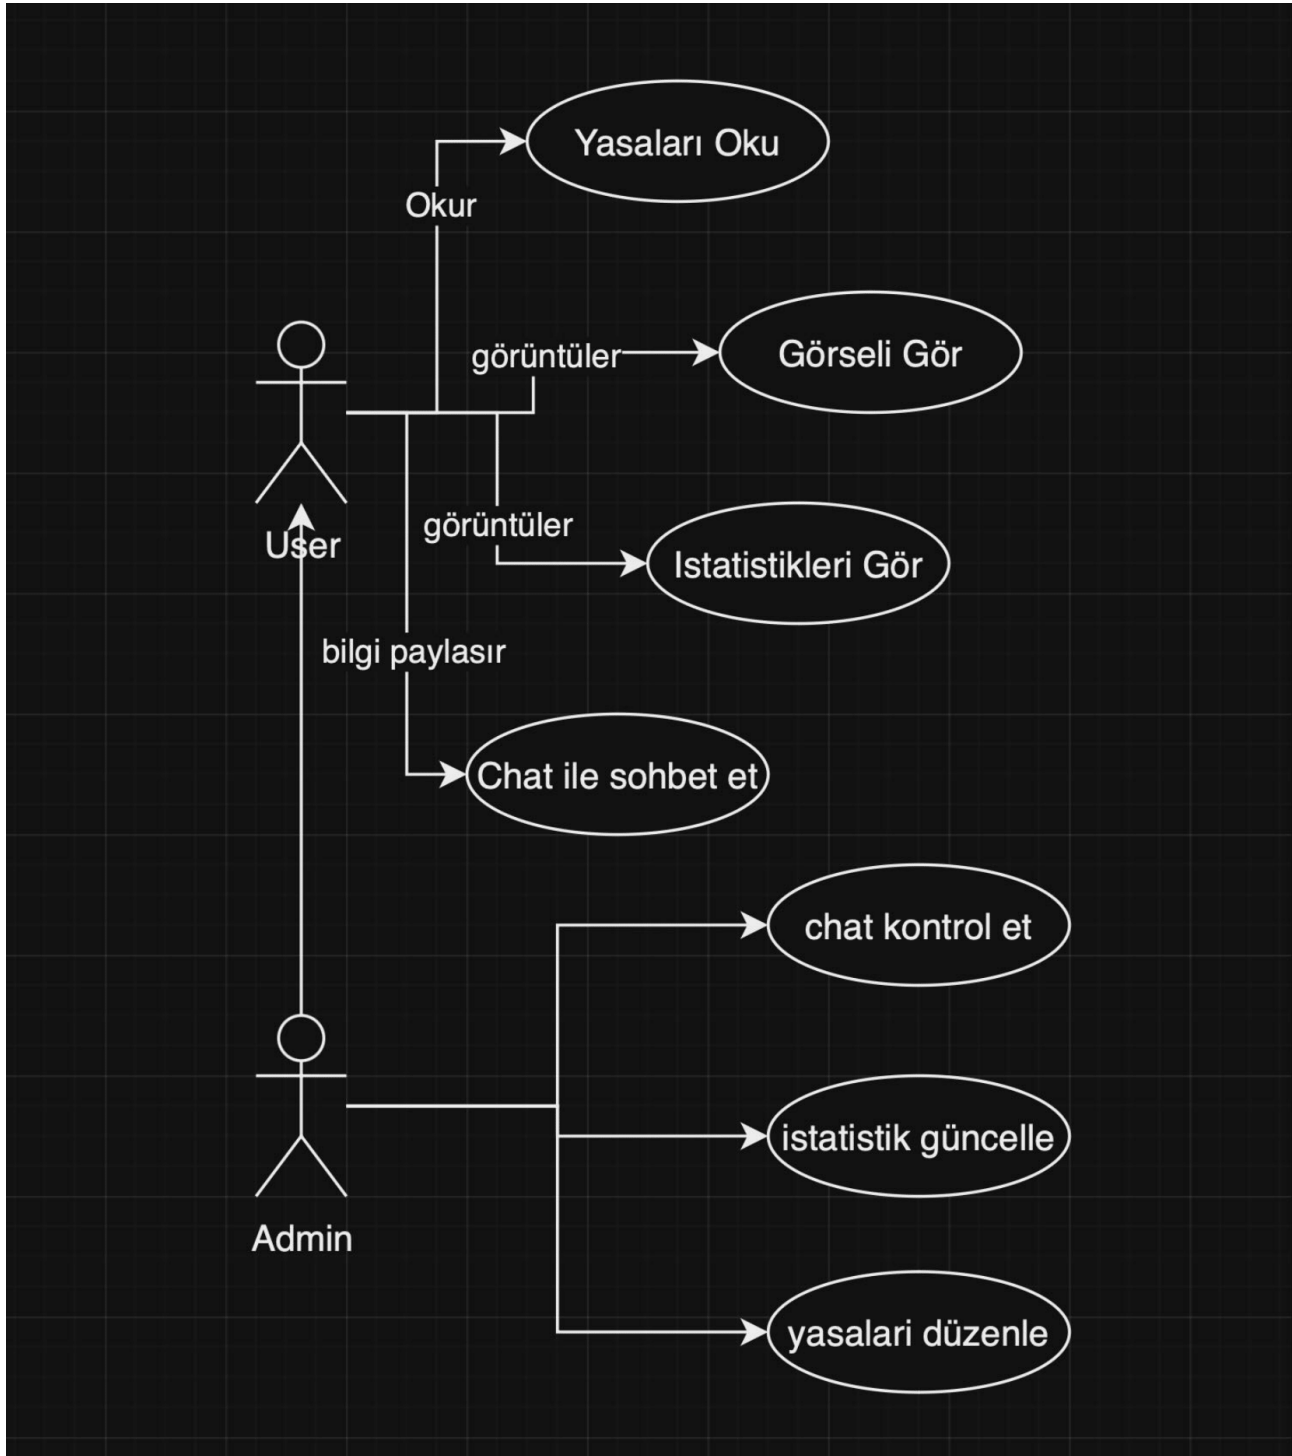 Yasaları Oku
Okur
görüntüler
Görseli Gör
User
görüntüler
Istatistikleri Gör
bilgi paylasır
Chat ile sohbet et
chat kontrol et
istatistik güncelle
Admin
yasalari düzenle